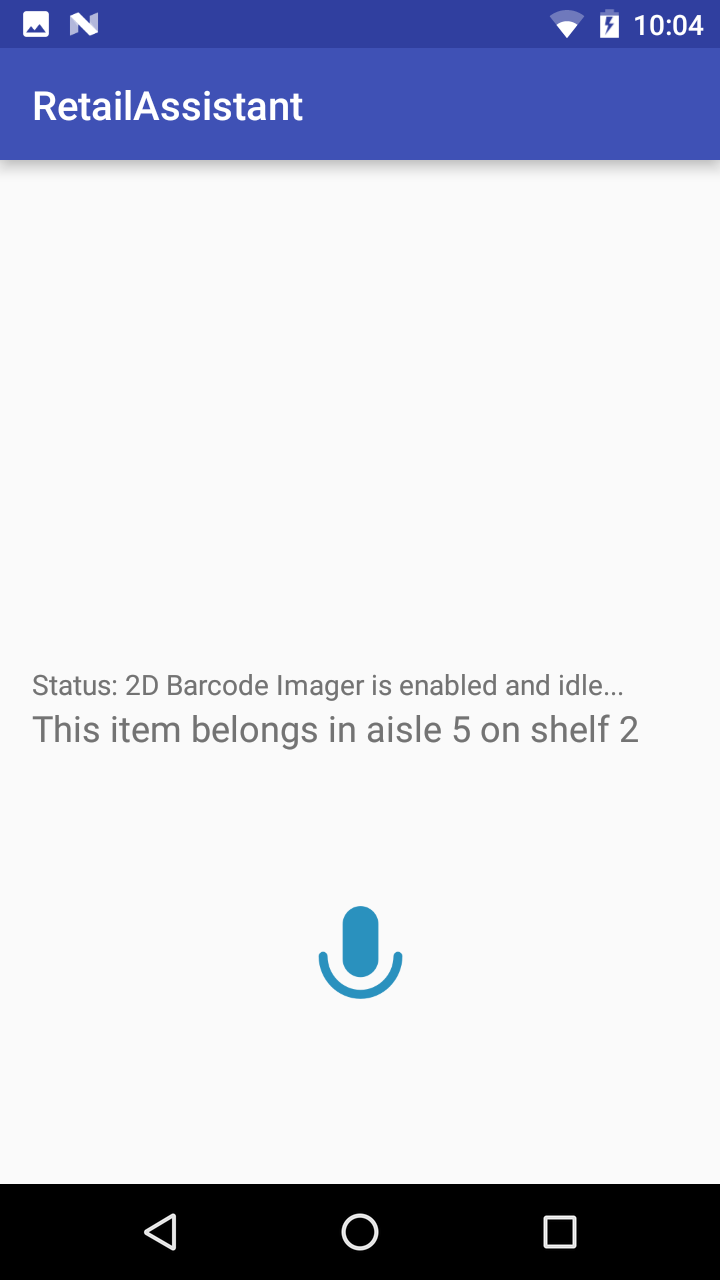 10:04
RetailAssistant
Status: 2D Barcode Imager is enabled and idle...
This item belongs in aisle 5 on shelf 2